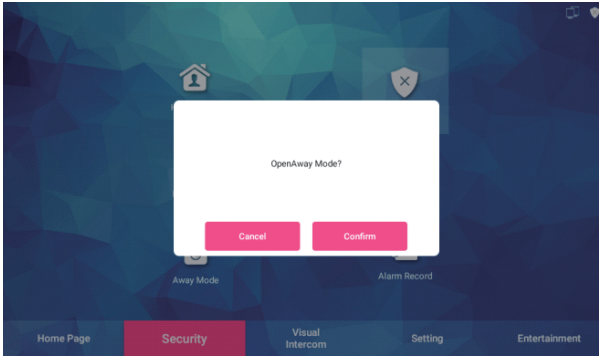 OpenAway Mode?
Cancel
Confirm
Away Mode
Alarm Record
Home Page
Security
Visual
Intercom
Setting
Entertainment